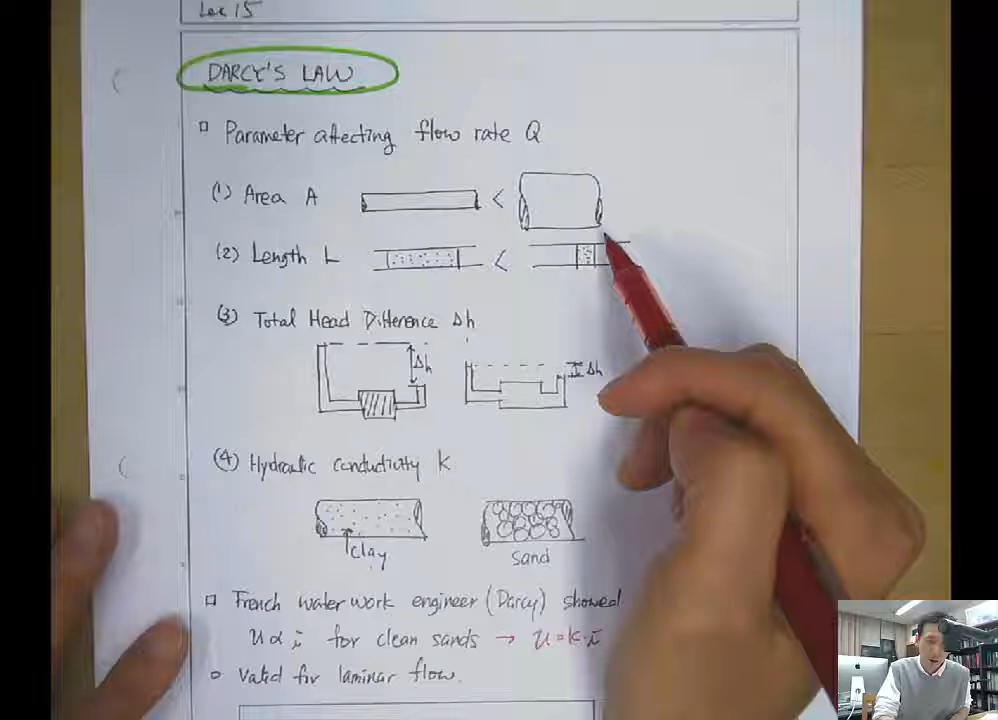 Lec 15
DARCY'S LAW
□ Parameter affecting flow rate Q
(1) Area A <
(2) Length L <
(3) Total Head Difference Δh
Δh Δh
(4) Hydraulic conductivity K
clay sand
□ French water work engineer (Darcy) showed
u ∝ i for clean sands → u = k·i
○ Valid for laminar flow.